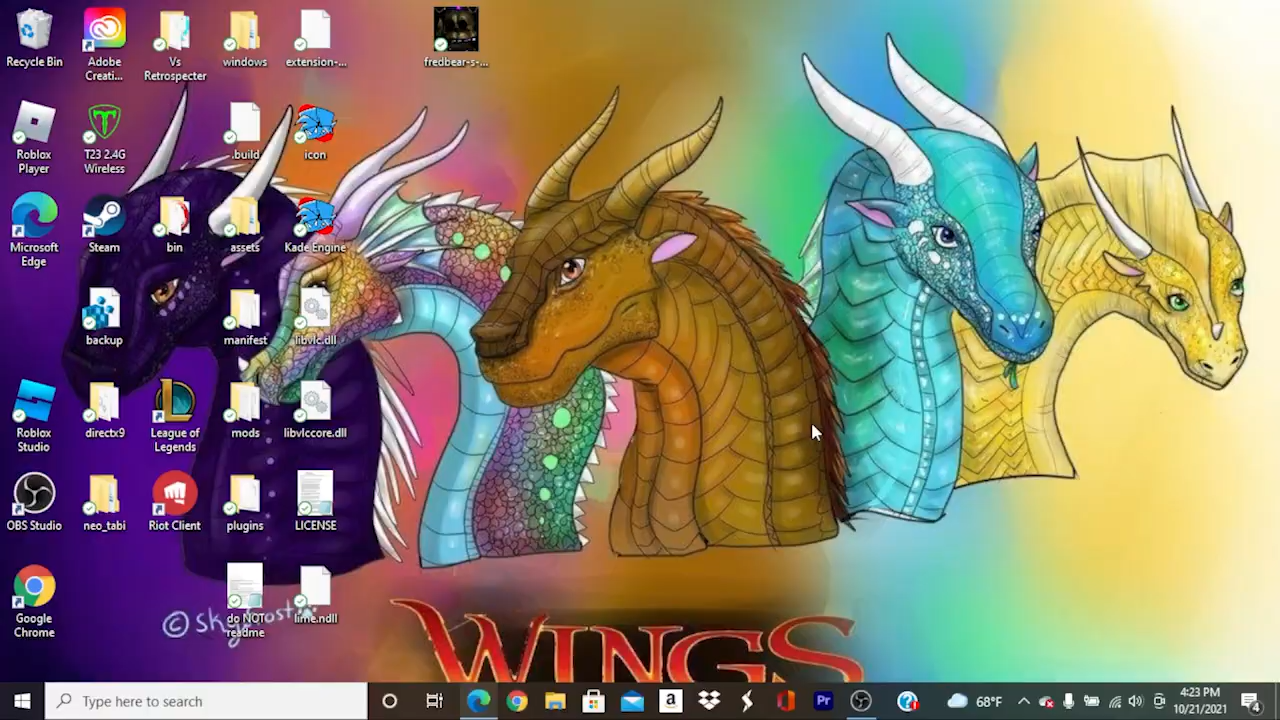 Recycle Bin
Adobe
Creati...
Vs
Retrospecter
windows
extension-...
fredbear-s-...
Roblox
Player
T23 2.4G
Wireless
.build
icon
Microsoft
Edge
Steam
bin
assets
Kade Engine
backup
manifest
libvlc.dll
Roblox
Studio
directx9
League of
Legends
mods
libvlccore.dll
OBS Studio
neo_tabi
Riot Client
plugins
LICENSE
Google
Chrome
do NOT
readme
lime.ndll
WINGS
Type here to search
a
Pr
68°F
4:23 PM
10/21/2021
4